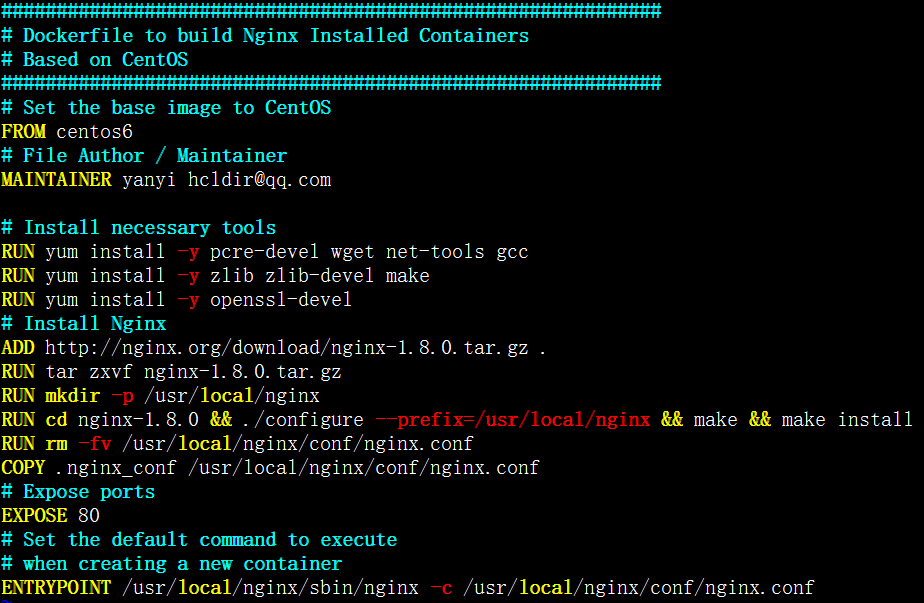 ############################################################
# Dockerfile to build Nginx Installed Containers
# Based on CentOS
############################################################
# Set the base image to CentOS
FROM centos6
# File Author / Maintainer
MAINTAINER yanyi hcldir@qq.com
# Install necessary tools
RUN yum install -y pcre-devel wget net-tools gcc
RUN yum install -y zlib zlib-devel make
RUN yum install -y openssl-devel
# Install Nginx
ADD http://nginx.org/download/nginx-1.8.0.tar.gz .
RUN tar zxvf nginx-1.8.0.tar.gz
RUN mkdir -p /usr/local/nginx
RUN cd nginx-1.8.0 && ./configure --prefix=/usr/local/nginx && make && make install
RUN rm -fv /usr/local/nginx/conf/nginx.conf
COPY .nginx_conf /usr/local/nginx/conf/nginx.conf
# Expose ports
EXPOSE 80
# Set the default command to execute
# when creating a new container
ENTRYPOINT /usr/local/nginx/sbin/nginx -c /usr/local/nginx/conf/nginx.conf